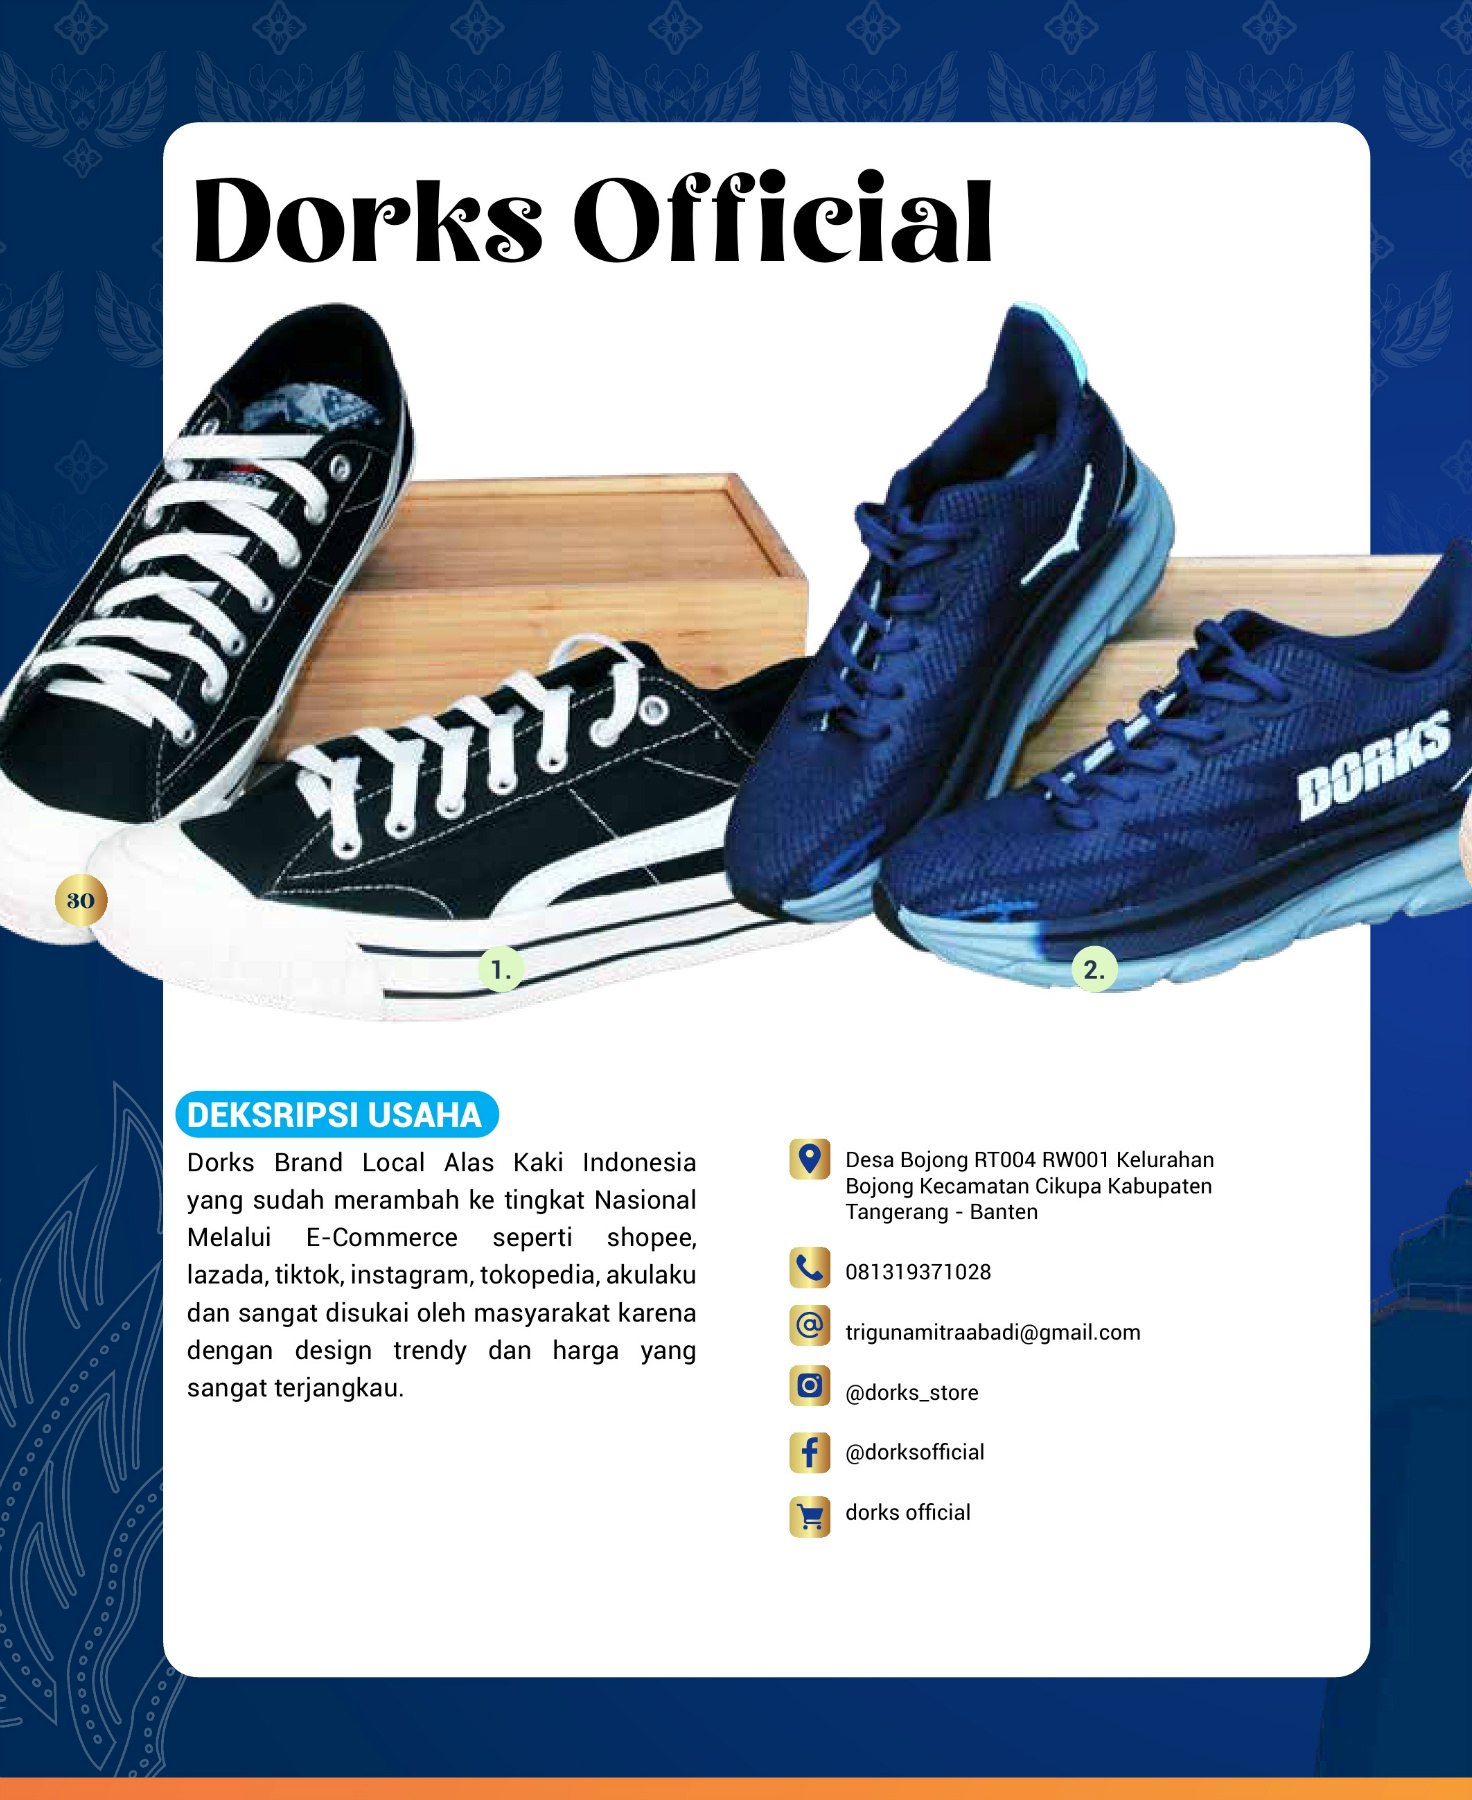 Dorks Official
DORKS
30
1.
2.
DEKSRIPSI USAHA
Dorks Brand Local Alas Kaki Indonesia
yang sudah merambah ke tingkat Nasional
Melalui E-Commerce seperti shopee,
lazada, tiktok, instagram, tokopedia, akulaku
dan sangat disukai oleh masyarakat karena
dengan design trendy dan harga yang
sangat terjangkau.
Desa Bojong RT004 RW001 Kelurahan
Bojong Kecamatan Cikupa Kabupaten
Tangerang - Banten
081319371028
trigunamitraabadi@gmail.com
@dorks_store
@dorksofficial
dorks official